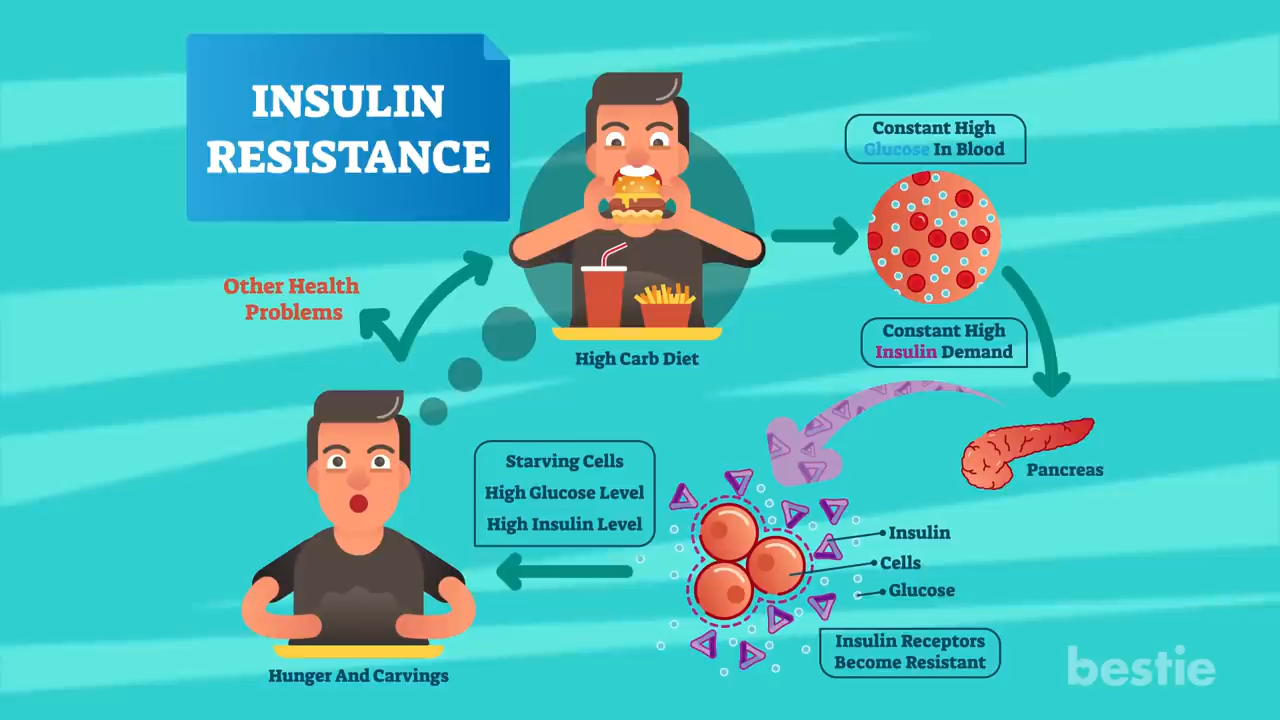 INSULIN
RESISTANCE
Constant High
Glucose In Blood
Other Health
Problems
High Carb Diet
Constant High
Insulin Demand
Pancreas
Starving Cells
High Glucose Level
High Insulin Level
Insulin
Cells
Glucose
Insulin Receptors
Become Resistant
Hunger And Carvings
bestie